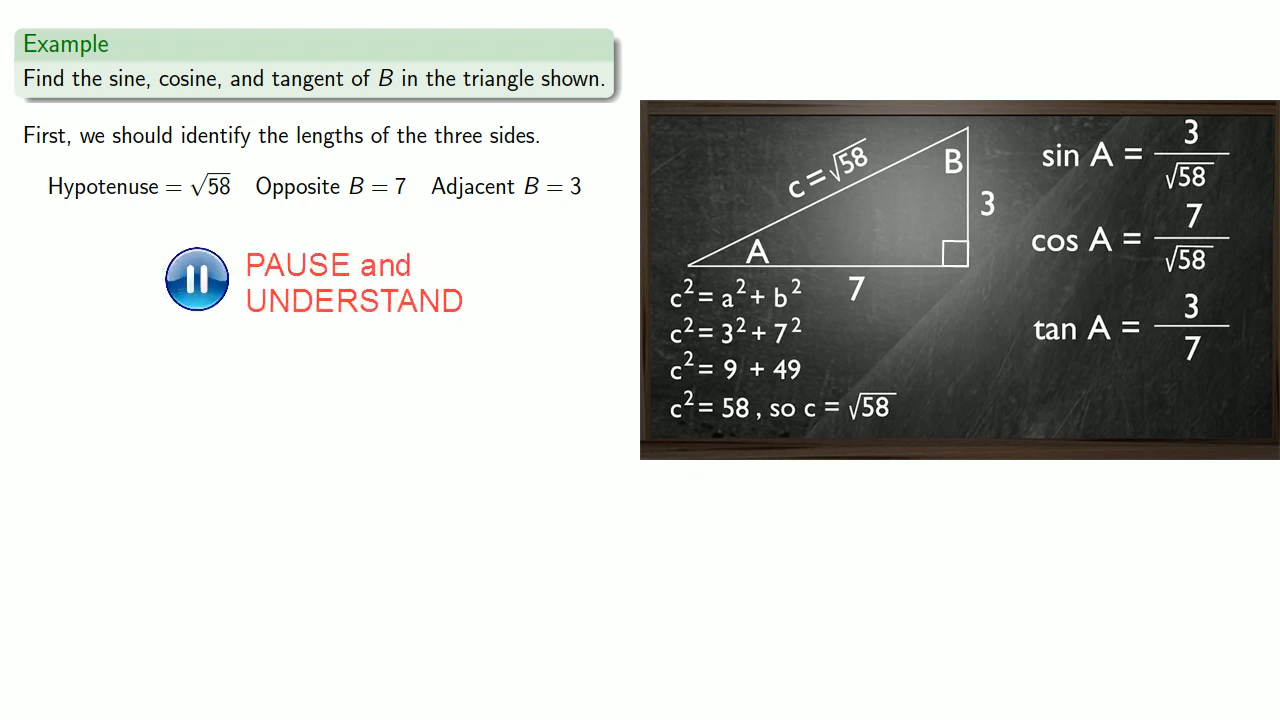 Example
Find the sine, cosine, and tangent of B in the triangle shown.
First, we should identify the lengths of the three sides.
Hypotenuse = √58 Opposite B = 7 Adjacent B = 3
PAUSE and
UNDERSTAND
c = √58
B
3
A
7
c² = a² + b²
c² = 3² + 7²
c² = 9 + 49
c² = 58 , so c = √58
sin A = 3/√58
cos A = 7/√58
tan A = 3/7